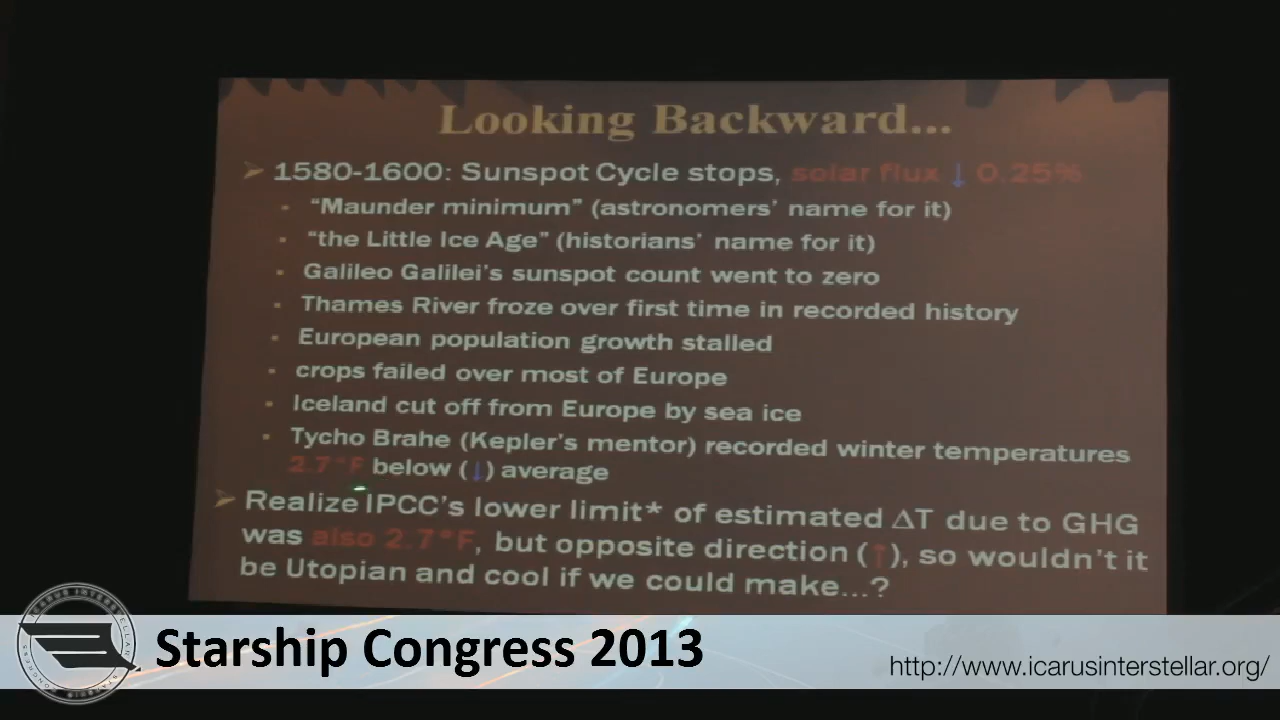 Looking Backward...
➢ 1580-1600: Sunspot Cycle stops, solar flux ↓ 0.25%
▪ “Maunder minimum” (astronomers’ name for it)
▪ “the Little Ice Age” (historians’ name for it)
▪ Galileo Galilei’s sunspot count went to zero
▪ Thames River froze over first time in recorded history
▪ European population growth stalled
▪ crops failed over most of Europe
▪ Iceland cut off from Europe by sea ice
▪ Tycho Brahe (Kepler’s mentor) recorded winter temperatures
2.7°F below (↓) average
➢ Realize IPCC’s lower limit* of estimated ΔT due to GHG
was also 2.7°F, but opposite direction (↑), so wouldn’t it
be Utopian and cool if we could make...?
ICARUS INTERSTELLAR
STARSHIP CONGRESS
Starship Congress 2013
http://www.icarusinterstellar.org/